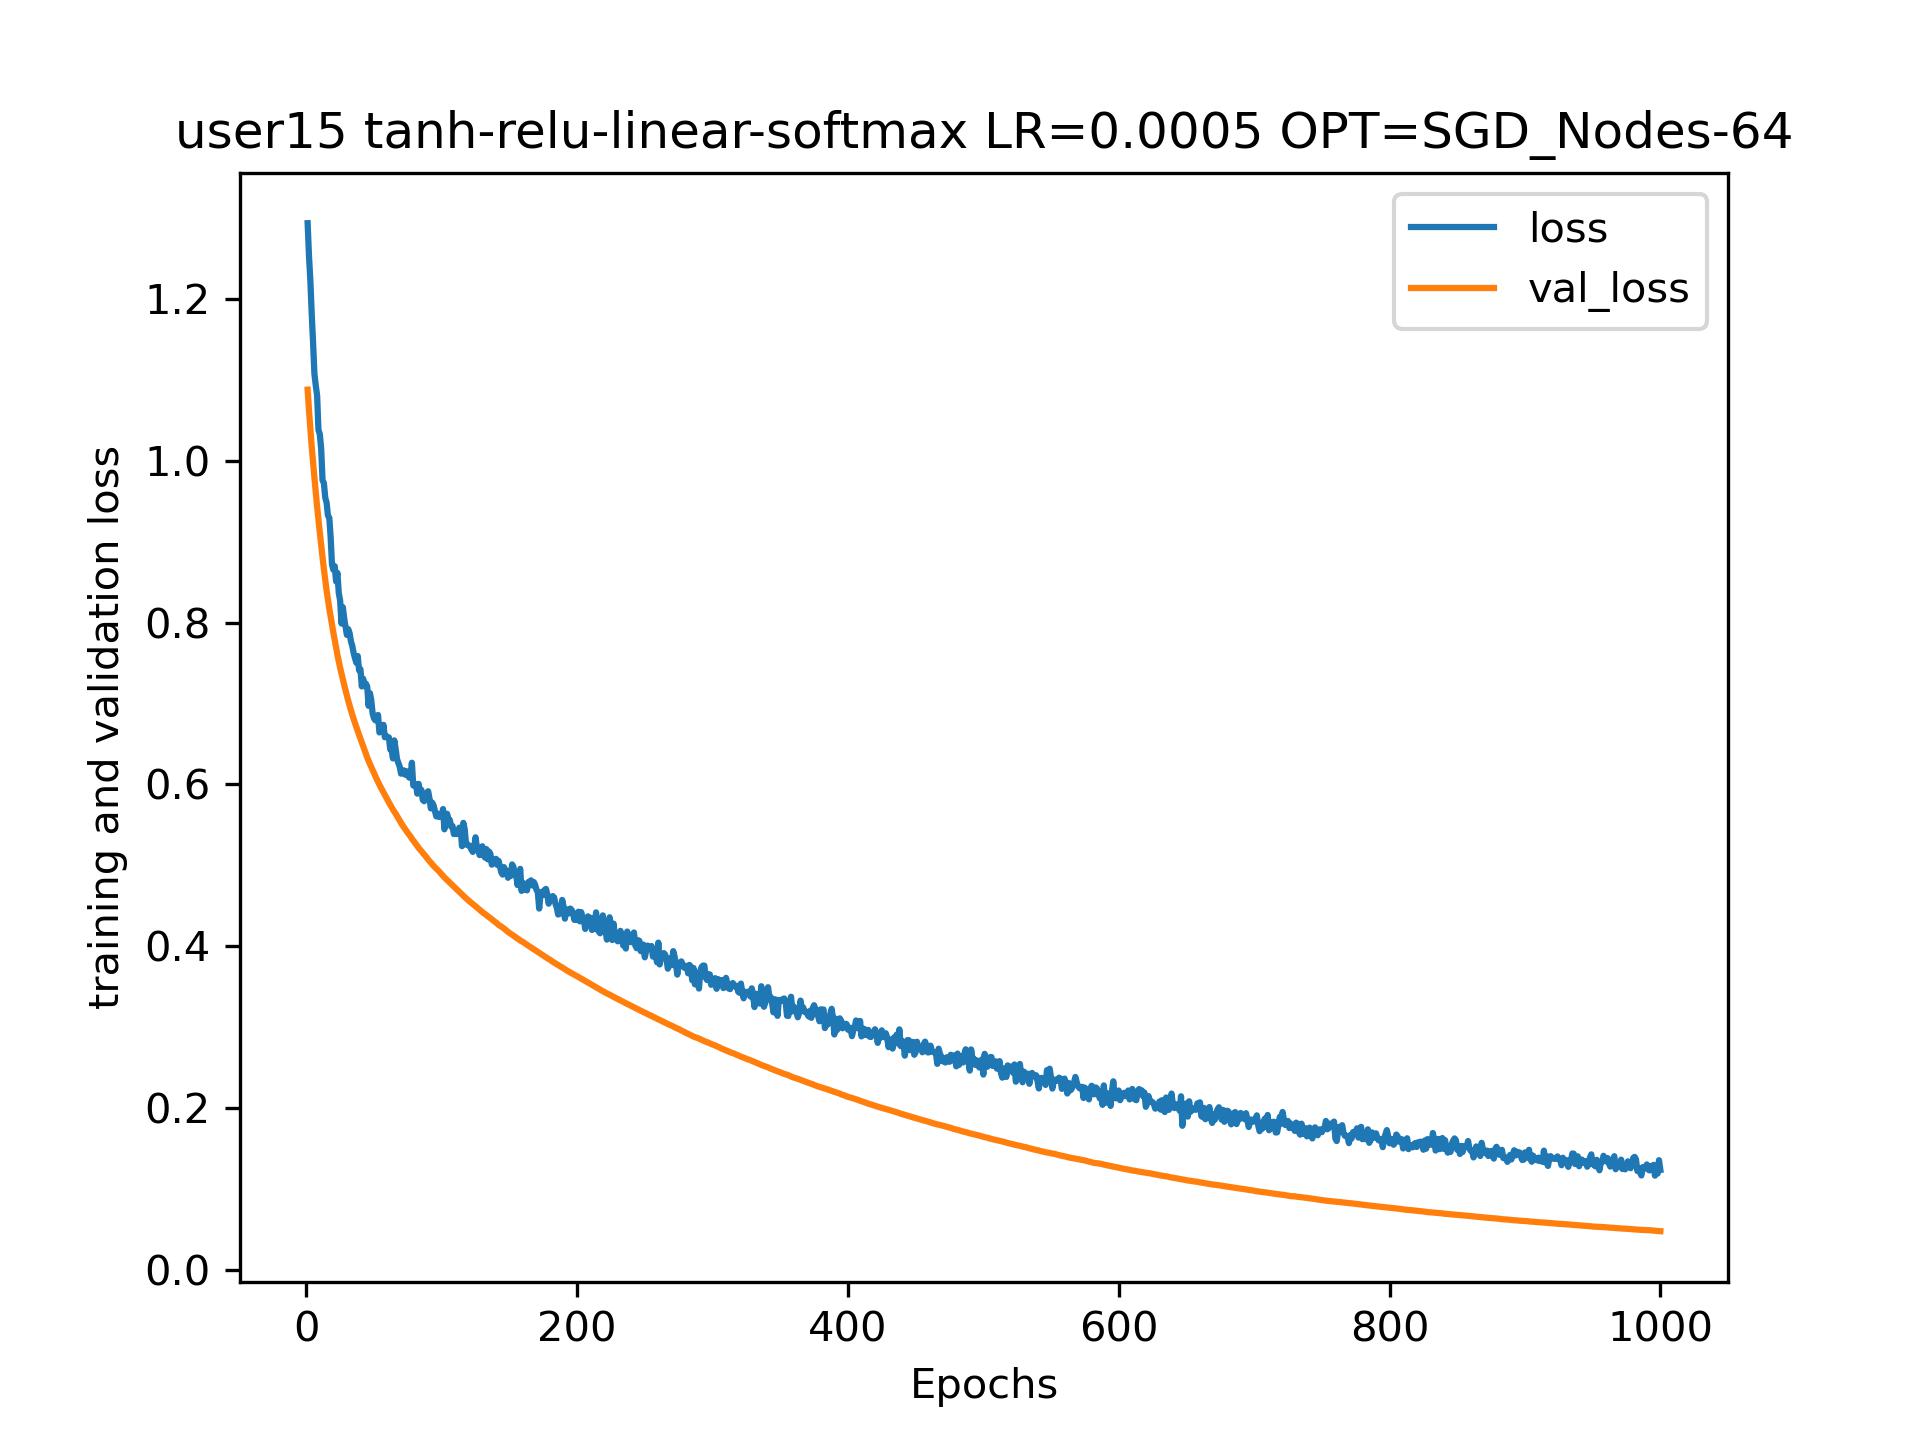 user15 tanh-relu-linear-softmax LR=0.0005 OPT=SGD_Nodes-64
loss
val_loss
training and validation loss
1.2
1.0
0.8
0.6
0.4
0.2
0.0
0 200 400 600 800 1000
Epochs